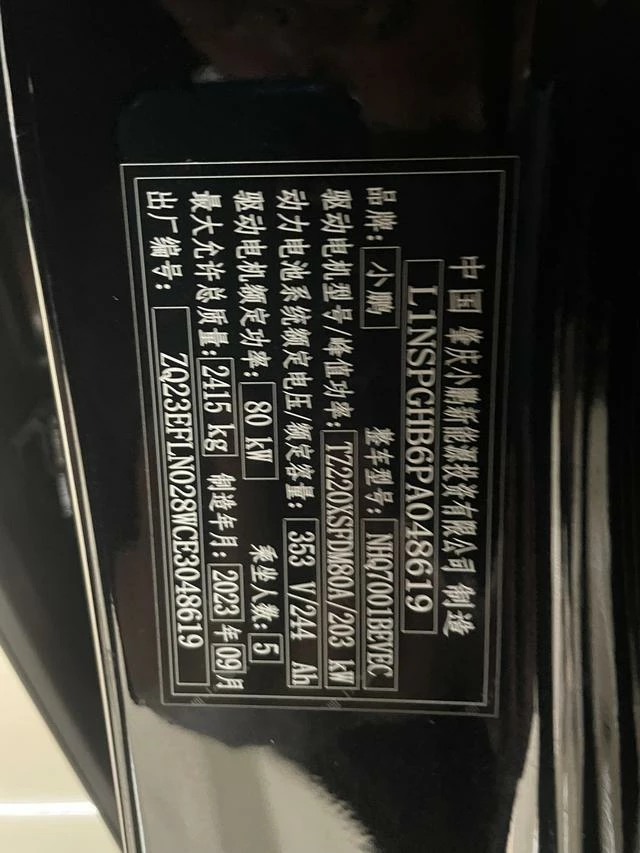 中国 肇庆小鹏新能源投资有限公司 制造
L1NSPGHB6PA048619
品牌: 小鹏 整车型号: NHQ7001BEVEC
驱动电机型号/峰值功率: TZ220XSFDM80A/203 kW
动力电池系统额定电压/额定容量: 353 V/244 Ah
驱动电机额定功率: 80 kW 乘坐人数: 5
最大允许总质量: 2415 kg 制造年月: 2023 年 09 月
出厂编号: ZQ23EFLN028WCE3048619